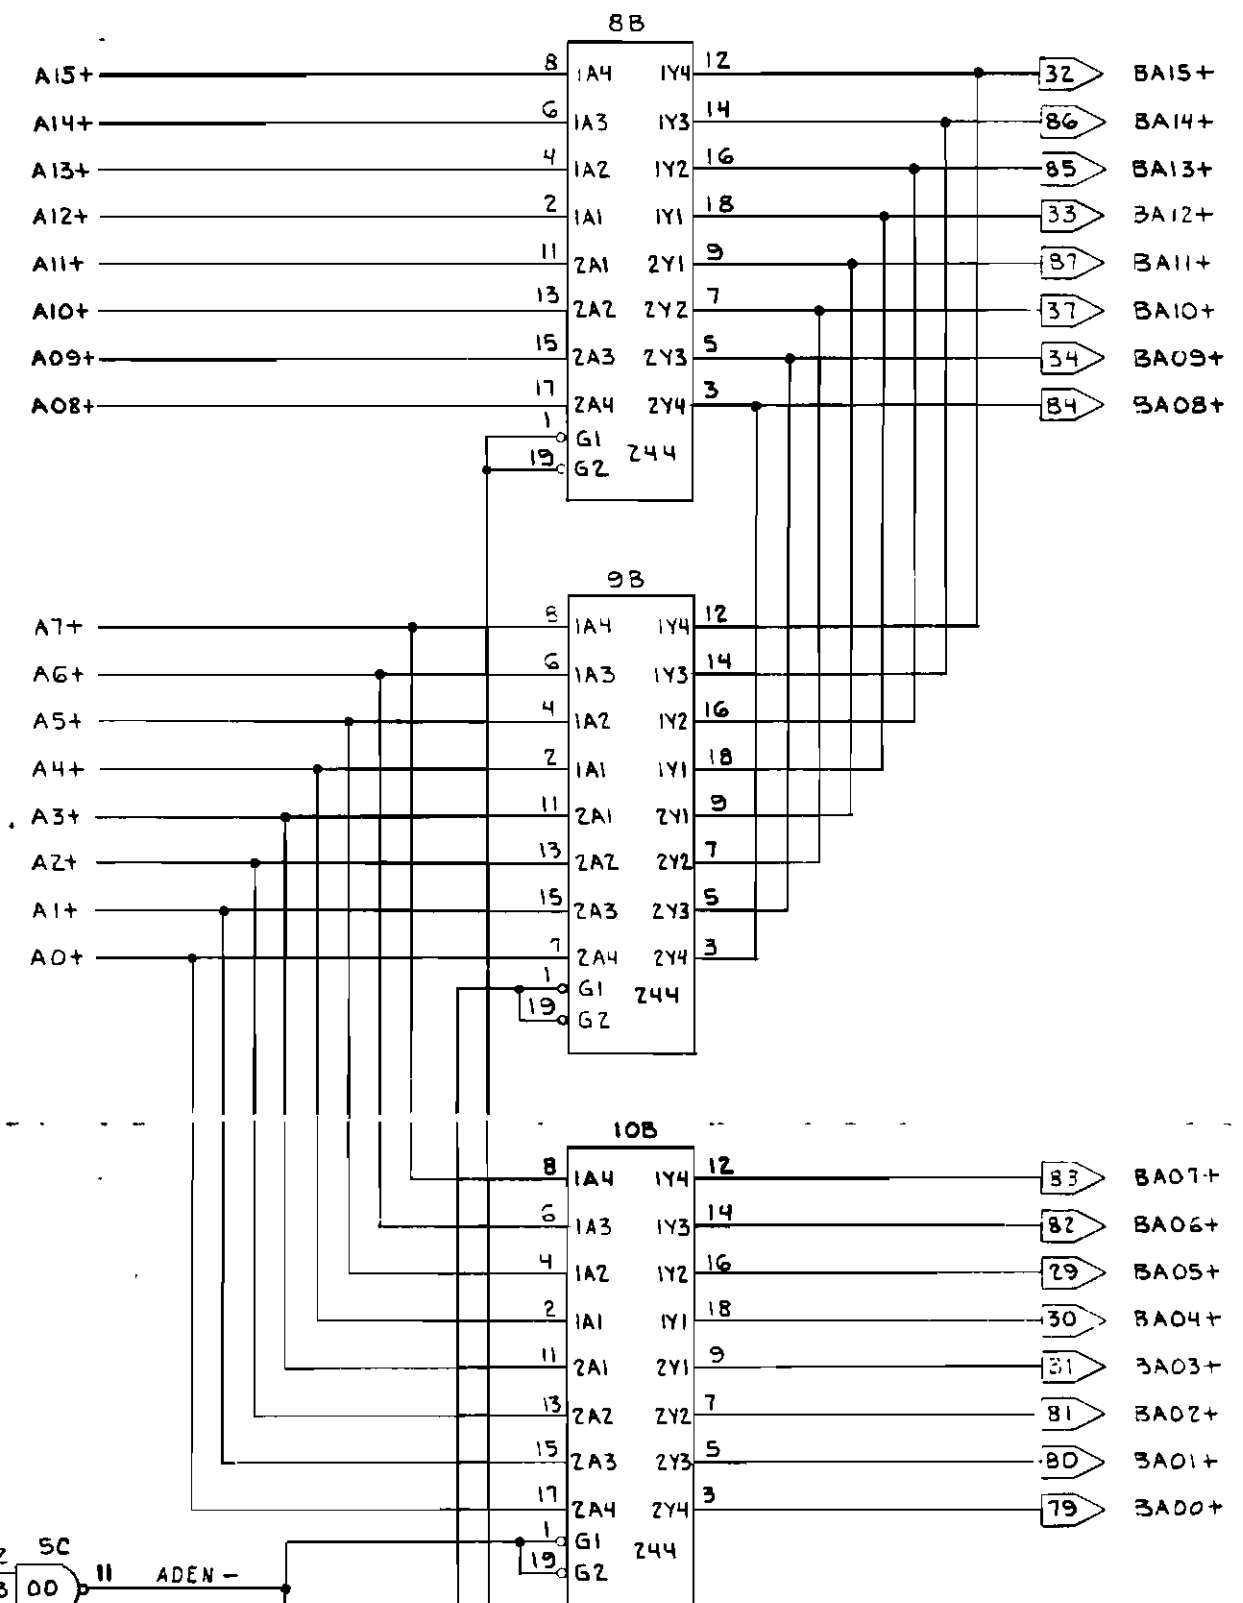 8B
A15+ 8 1A4 1Y4 12 32 BA15+
A14+ 6 1A3 1Y3 14 86 BA14+
A13+ 4 1A2 1Y2 16 85 BA13+
A12+ 2 1A1 1Y1 18 33 BA12+
A11+ 11 2A1 2Y1 9 87 BA11+
A10+ 13 2A2 2Y2 7 37 BA10+
A09+ 15 2A3 2Y3 5 34 BA09+
A08+ 17 2A4 2Y4 3 84 BA08+
1 G1
244
19 G2
9B
A7+ 8 1A4 1Y4 12
A6+ 6 1A3 1Y3 14
A5+ 4 1A2 1Y2 16
A4+ 2 1A1 1Y1 18
A3+ 11 2A1 2Y1 9
A2+ 13 2A2 2Y2 7
A1+ 15 2A3 2Y3 5
A0+ 7 2A4 2Y4 3
1 G1 244
19 G2
10B
8 1A4 1Y4 12 83 BA07+
6 1A3 1Y3 14 82 BA06+
4 1A2 1Y2 16 29 BA05+
2 1A1 1Y1 18 30 BA04+
11 2A1 2Y1 9 31 BA03+
13 2A2 2Y2 7 81 BA02+
15 2A3 2Y3 5 80 BA01+
17 2A4 2Y4 3 79 BA00+
1 G1 244
19 G2
5C
2
3 00 11 ADEN -